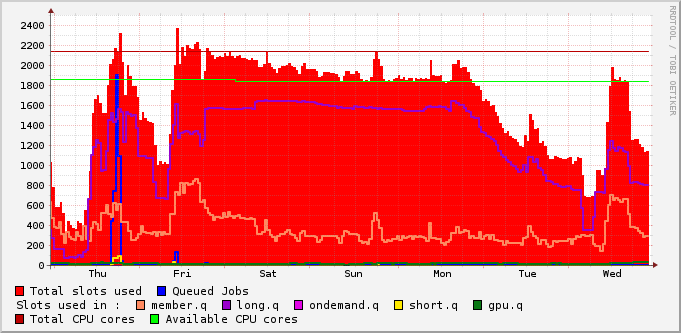 RRDTOOL / TOBI OETIKER
2400
2200
2000
1800
1600
1400
1200
1000
800
600
400
200
0
Thu Fri Sat Sun Mon Tue Wed
Total slots used Queued Jobs
Slots used in : member.q long.q ondemand.q short.q gpu.q
Total CPU cores Available CPU cores